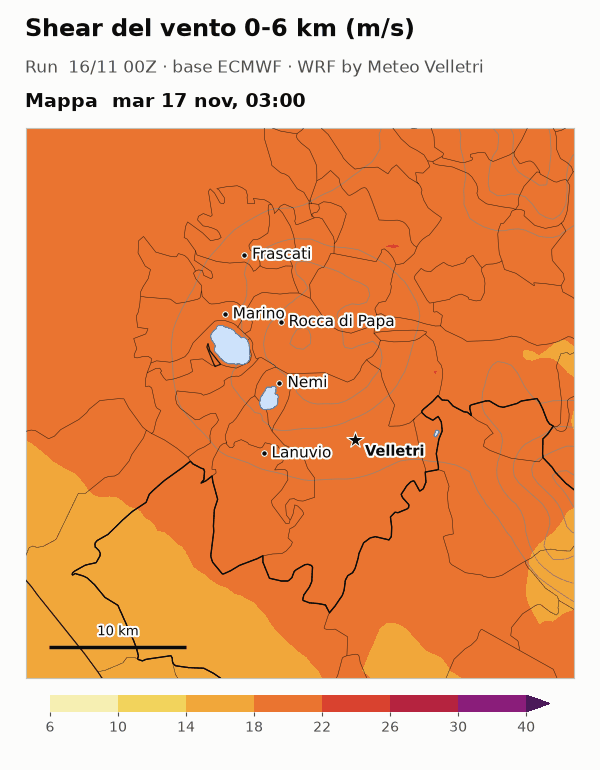 Shear del vento 0-6 km (m/s)
Run  16/11 00Z · base ECMWF · WRF by Meteo Velletri
Mappa  mar 17 nov, 03:00
Frascati
Marino
Rocca di Papa
Nemi
Velletri
Lanuvio
10 km
6 10 14 18 22 26 30 40